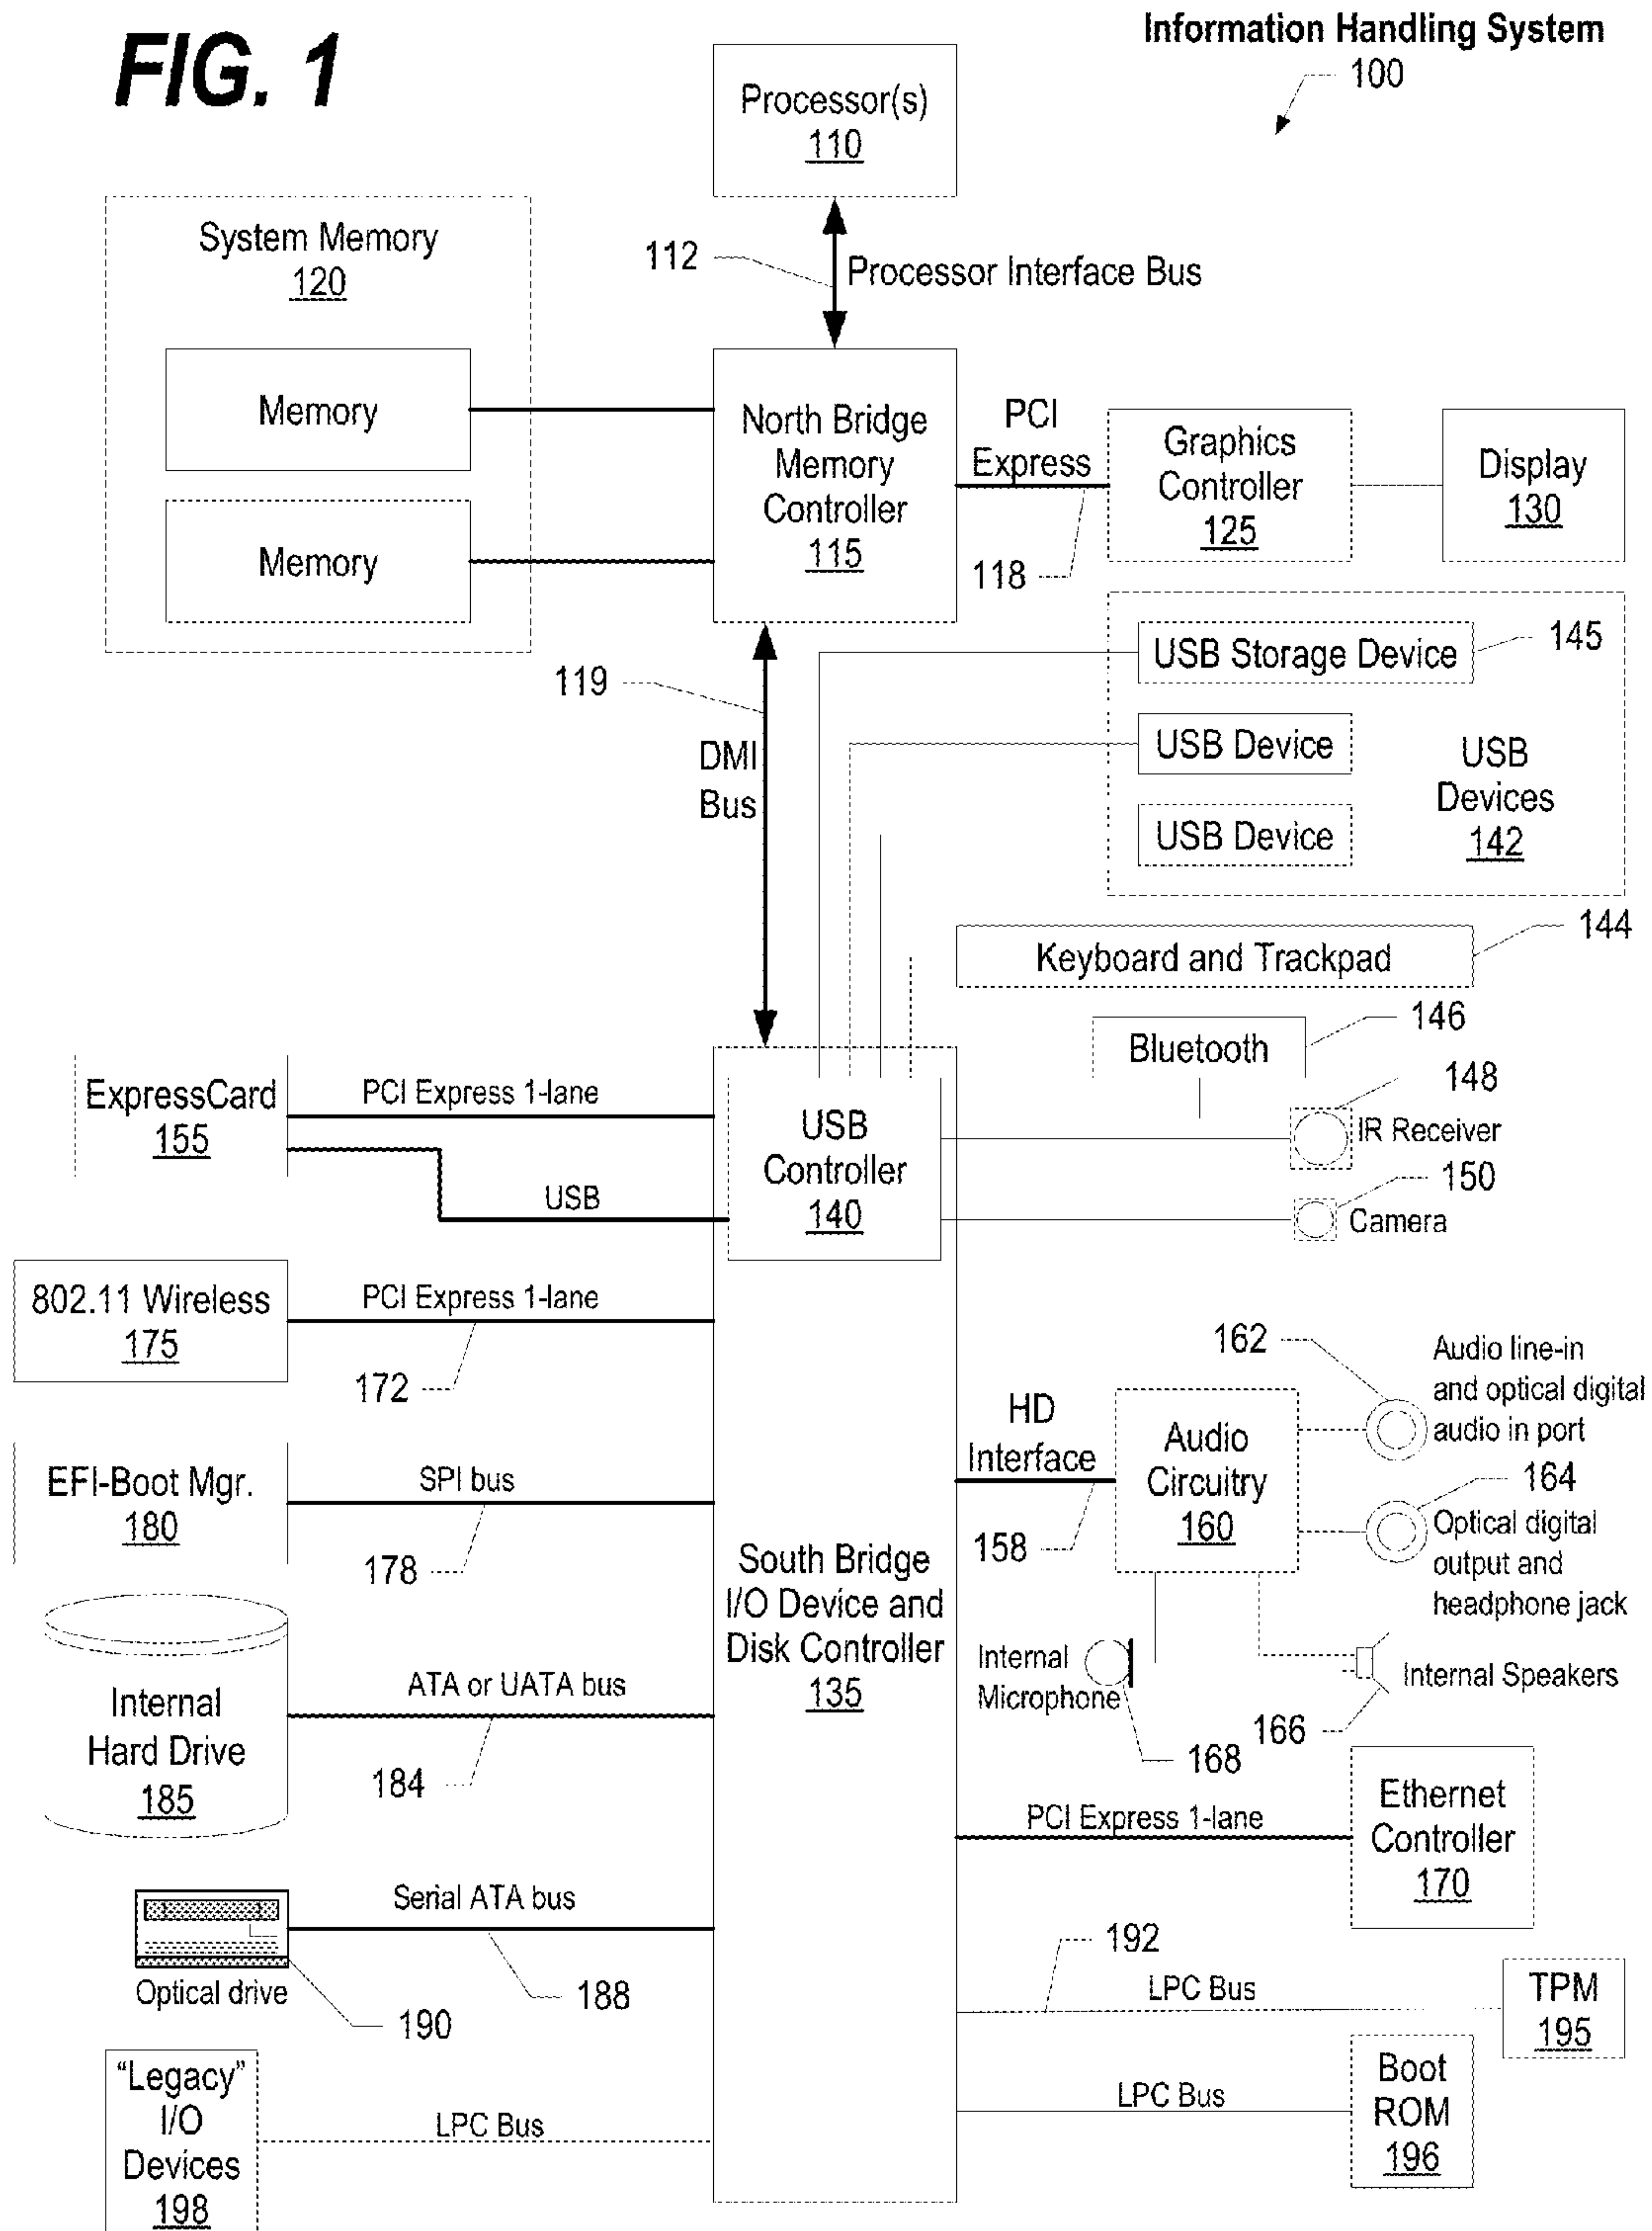 FIG. 1
Information Handling System
100
Processor(s)
110
System Memory
120
112
Processor Interface Bus
Memory
Memory
North Bridge
Memory
Controller
115
PCI
Express
118
Graphics
Controller
125
Display
130
119
DMI
Bus
USB Storage Device
145
USB Device
USB Device
USB
Devices
142
Keyboard and Trackpad
144
Bluetooth
146
148
IR Receiver
150
Camera
ExpressCard
155
PCI Express 1-lane
USB
USB
Controller
140
802.11 Wireless
175
PCI Express 1-lane
172
162
Audio line-in
and optical digital
audio in port
HD
Interface
158
Audio
Circuitry
160
164
Optical digital
output and
headphone jack
EFI-Boot Mgr.
180
SPI bus
178
South Bridge
I/O Device and
Disk Controller
135
Internal
Microphone
168
Internal Speakers
166
Internal
Hard Drive
185
ATA or UATA bus
184
PCI Express 1-lane
Ethernet
Controller
170
Serial ATA bus
188
Optical drive
190
192
LPC Bus
TPM
195
“Legacy”
I/O
Devices
198
LPC Bus
LPC Bus
Boot
ROM
196